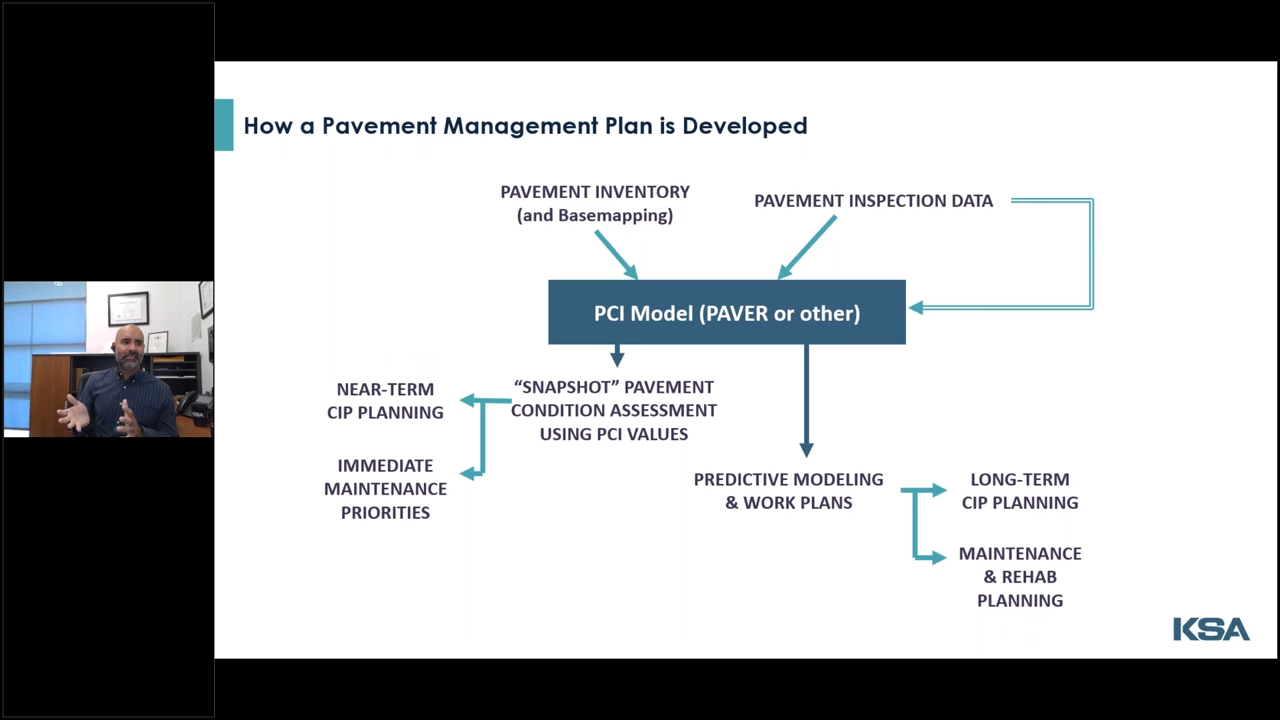 How a Pavement Management Plan is Developed
PAVEMENT INVENTORY
(and Basemapping)
PAVEMENT INSPECTION DATA
PCI Model (PAVER or other)
NEAR-TERM
CIP PLANNING
"SNAPSHOT" PAVEMENT
CONDITION ASSESSMENT
USING PCI VALUES
IMMEDIATE
MAINTENANCE
PRIORITIES
PREDICTIVE MODELING
& WORK PLANS
LONG-TERM
CIP PLANNING
MAINTENANCE
& REHAB
PLANNING
KSA